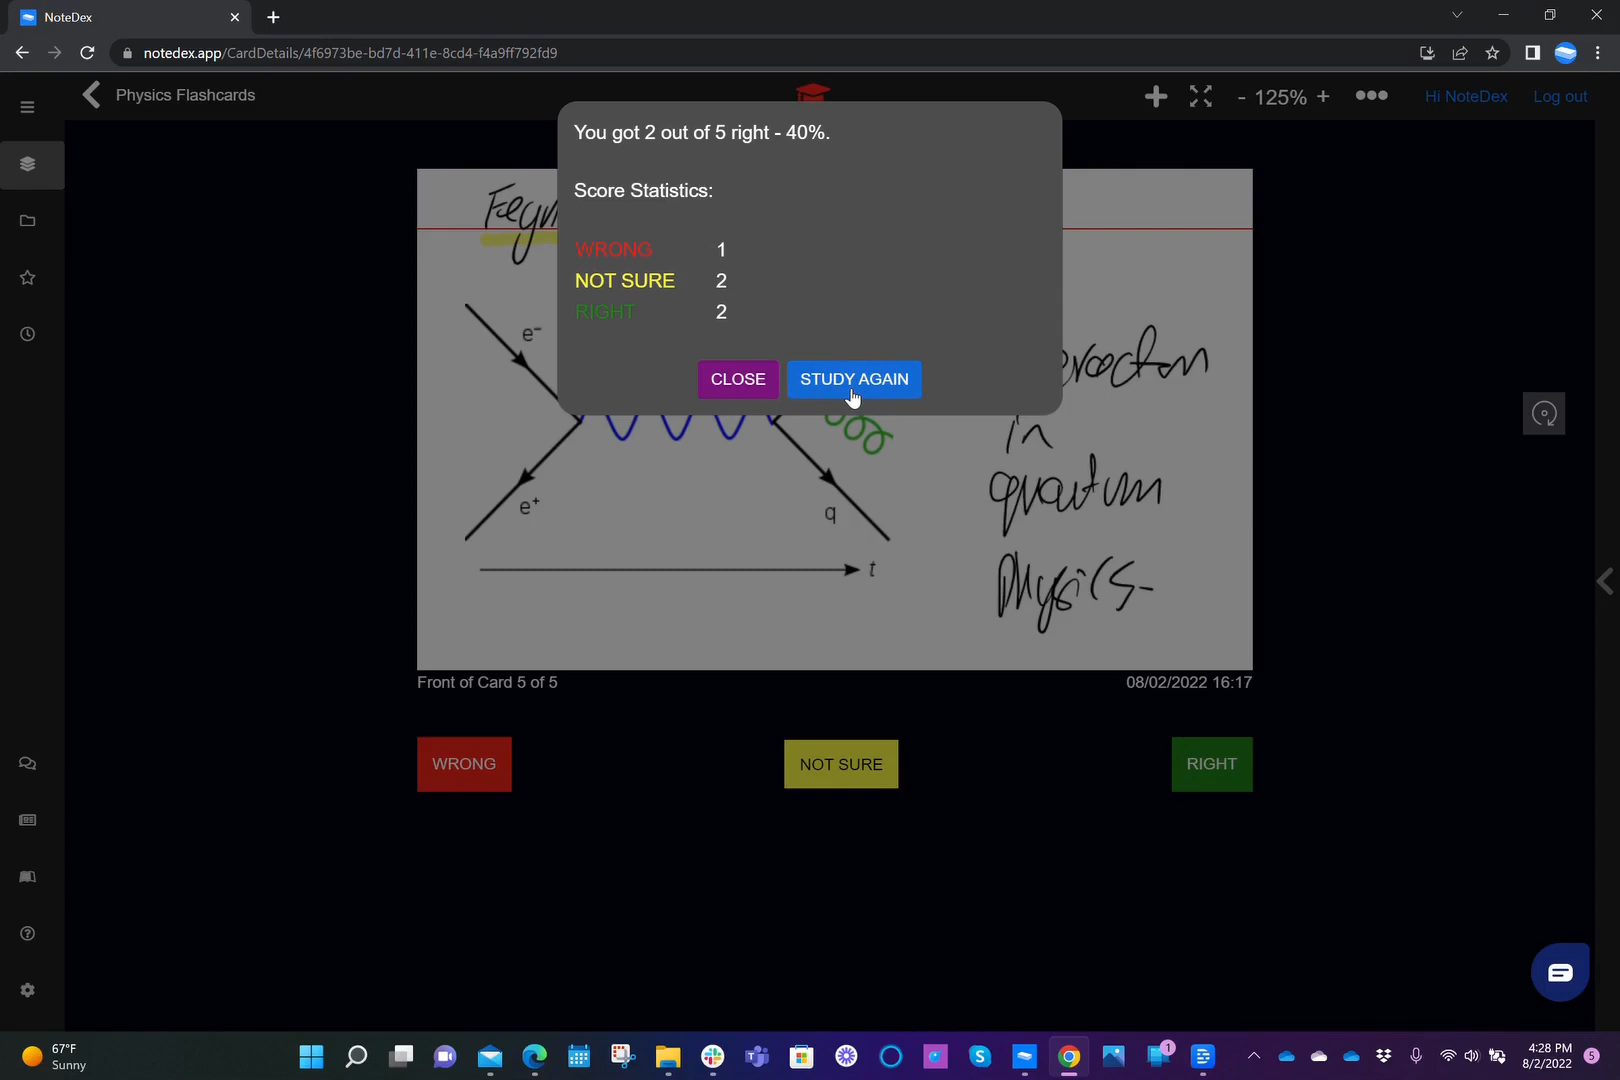 NoteDex
notedex.app/CardDetails/4f6973be-bd7d-411e-8cd4-f4a9ff792fd9
Physics Flashcards
- 125% +
Hi NoteDex
Log out
You got 2 out of 5 right - 40%.
Score Statistics:
WRONG 1
NOT SURE 2
RIGHT 2
CLOSE
STUDY AGAIN
e⁻
e⁺
q
t
in
quantum
physics-
Front of Card 5 of 5
08/02/2022 16:17
WRONG
NOT SURE
RIGHT
67°F
Sunny
1
4:28 PM
8/2/2022
5